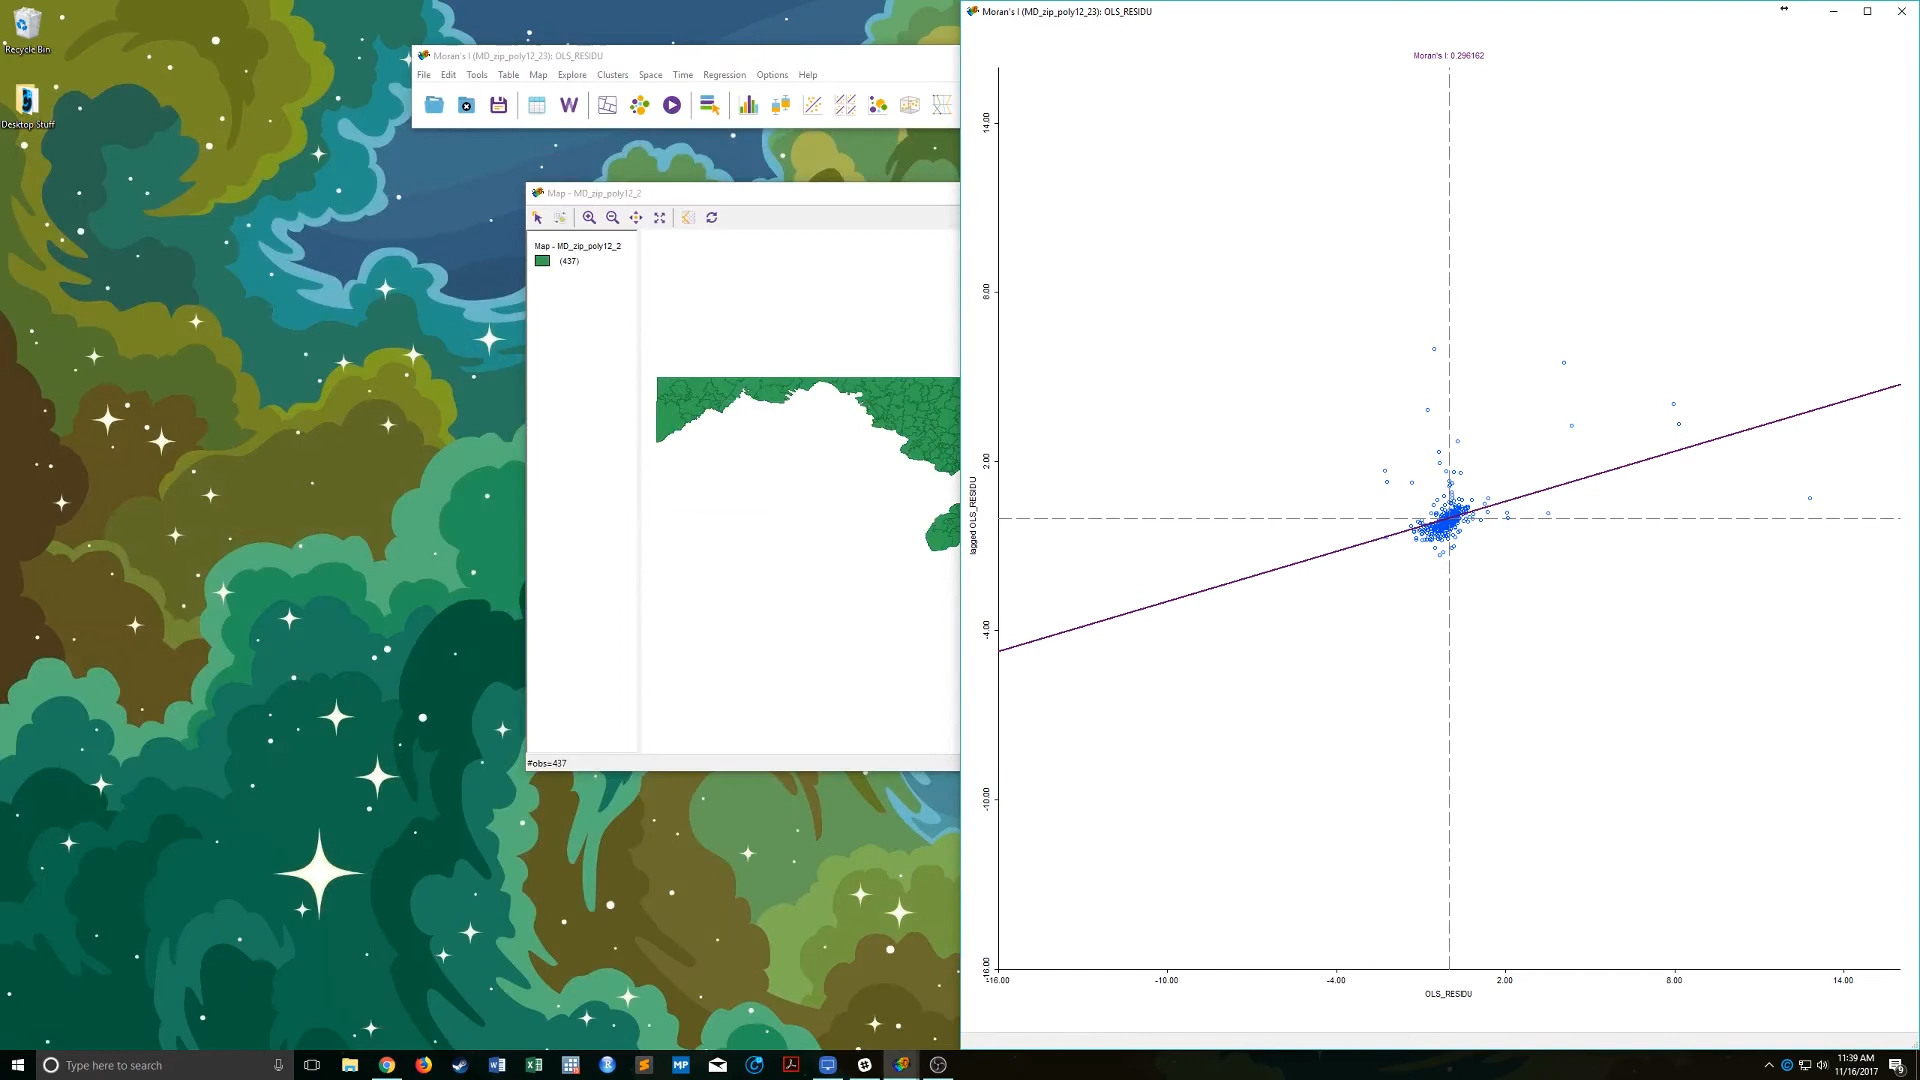 Recycle Bin
Desktop Stuff
Moran's I (MD_zip_poly12_23): OLS_RESIDU
File Edit Tools Table Map Explore Clusters Space Time Regression Options Help
W
Map - MD_zip_poly12_2
Map - MD_zip_poly12_2
(437)
#obs=437
Moran's I (MD_zip_poly12_23): OLS_RESIDU
Moran's I: 0.296162
14.00
8.00
2.00
-4.00
-10.00
-16.00
lagged OLS_RESIDU
-16.00 -10.00 -4.00 2.00 8.00 14.00
OLS_RESIDU
Type here to search
MP
11:39 AM
11/16/2017